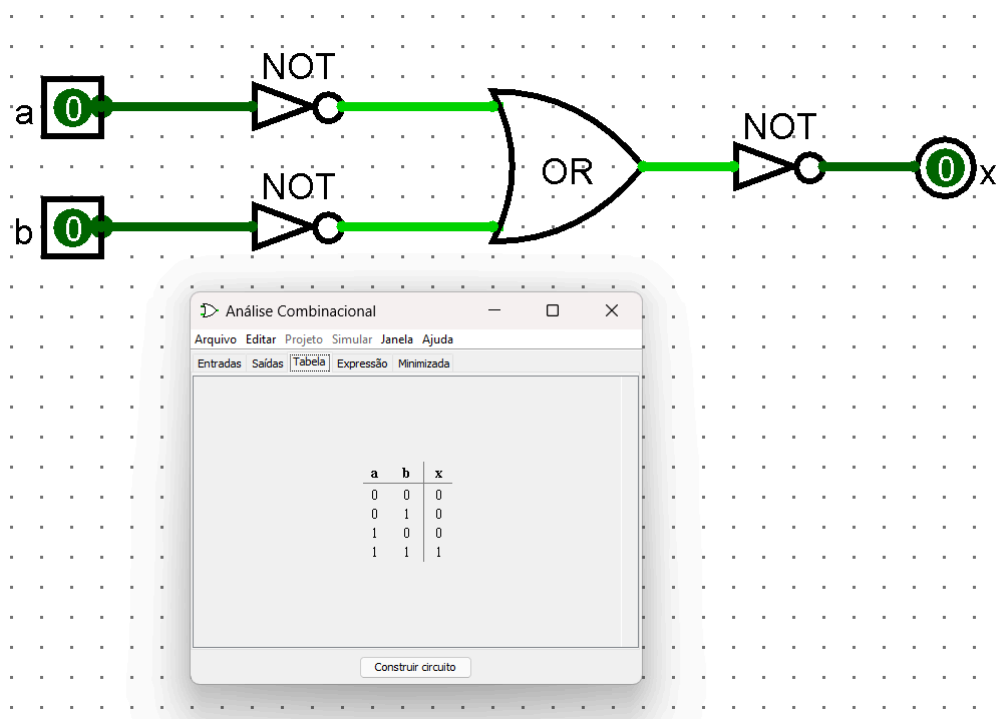 NOT
a 0
NOT
OR
0 x
NOT
b 0
Análise Combinacional
Arquivo Editar Projeto Simular Janela Ajuda
Entradas Saídas Tabela Expressão Minimizada
a b x
0 0 0
0 1 0
1 0 0
1 1 1
Construir circuito